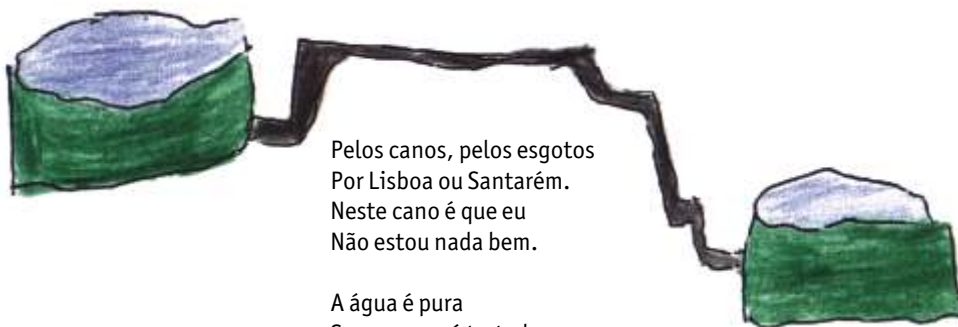 Pelos canos, pelos esgotos
Por Lisboa ou Santarém.
Neste cano é que eu
Não estou nada bem.
A água é pura